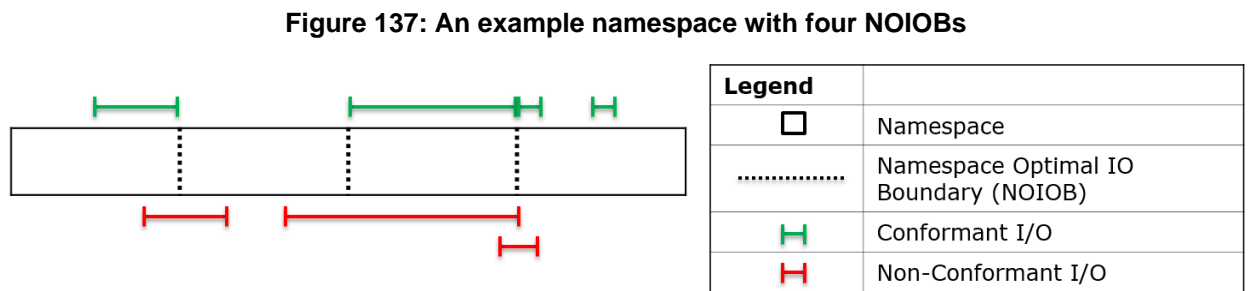 Figure 137: An example namespace with four NOIOBs
Legend
Namespace
Namespace Optimal IO
Boundary (NOIOB)
Conformant I/O
Non-Conformant I/O